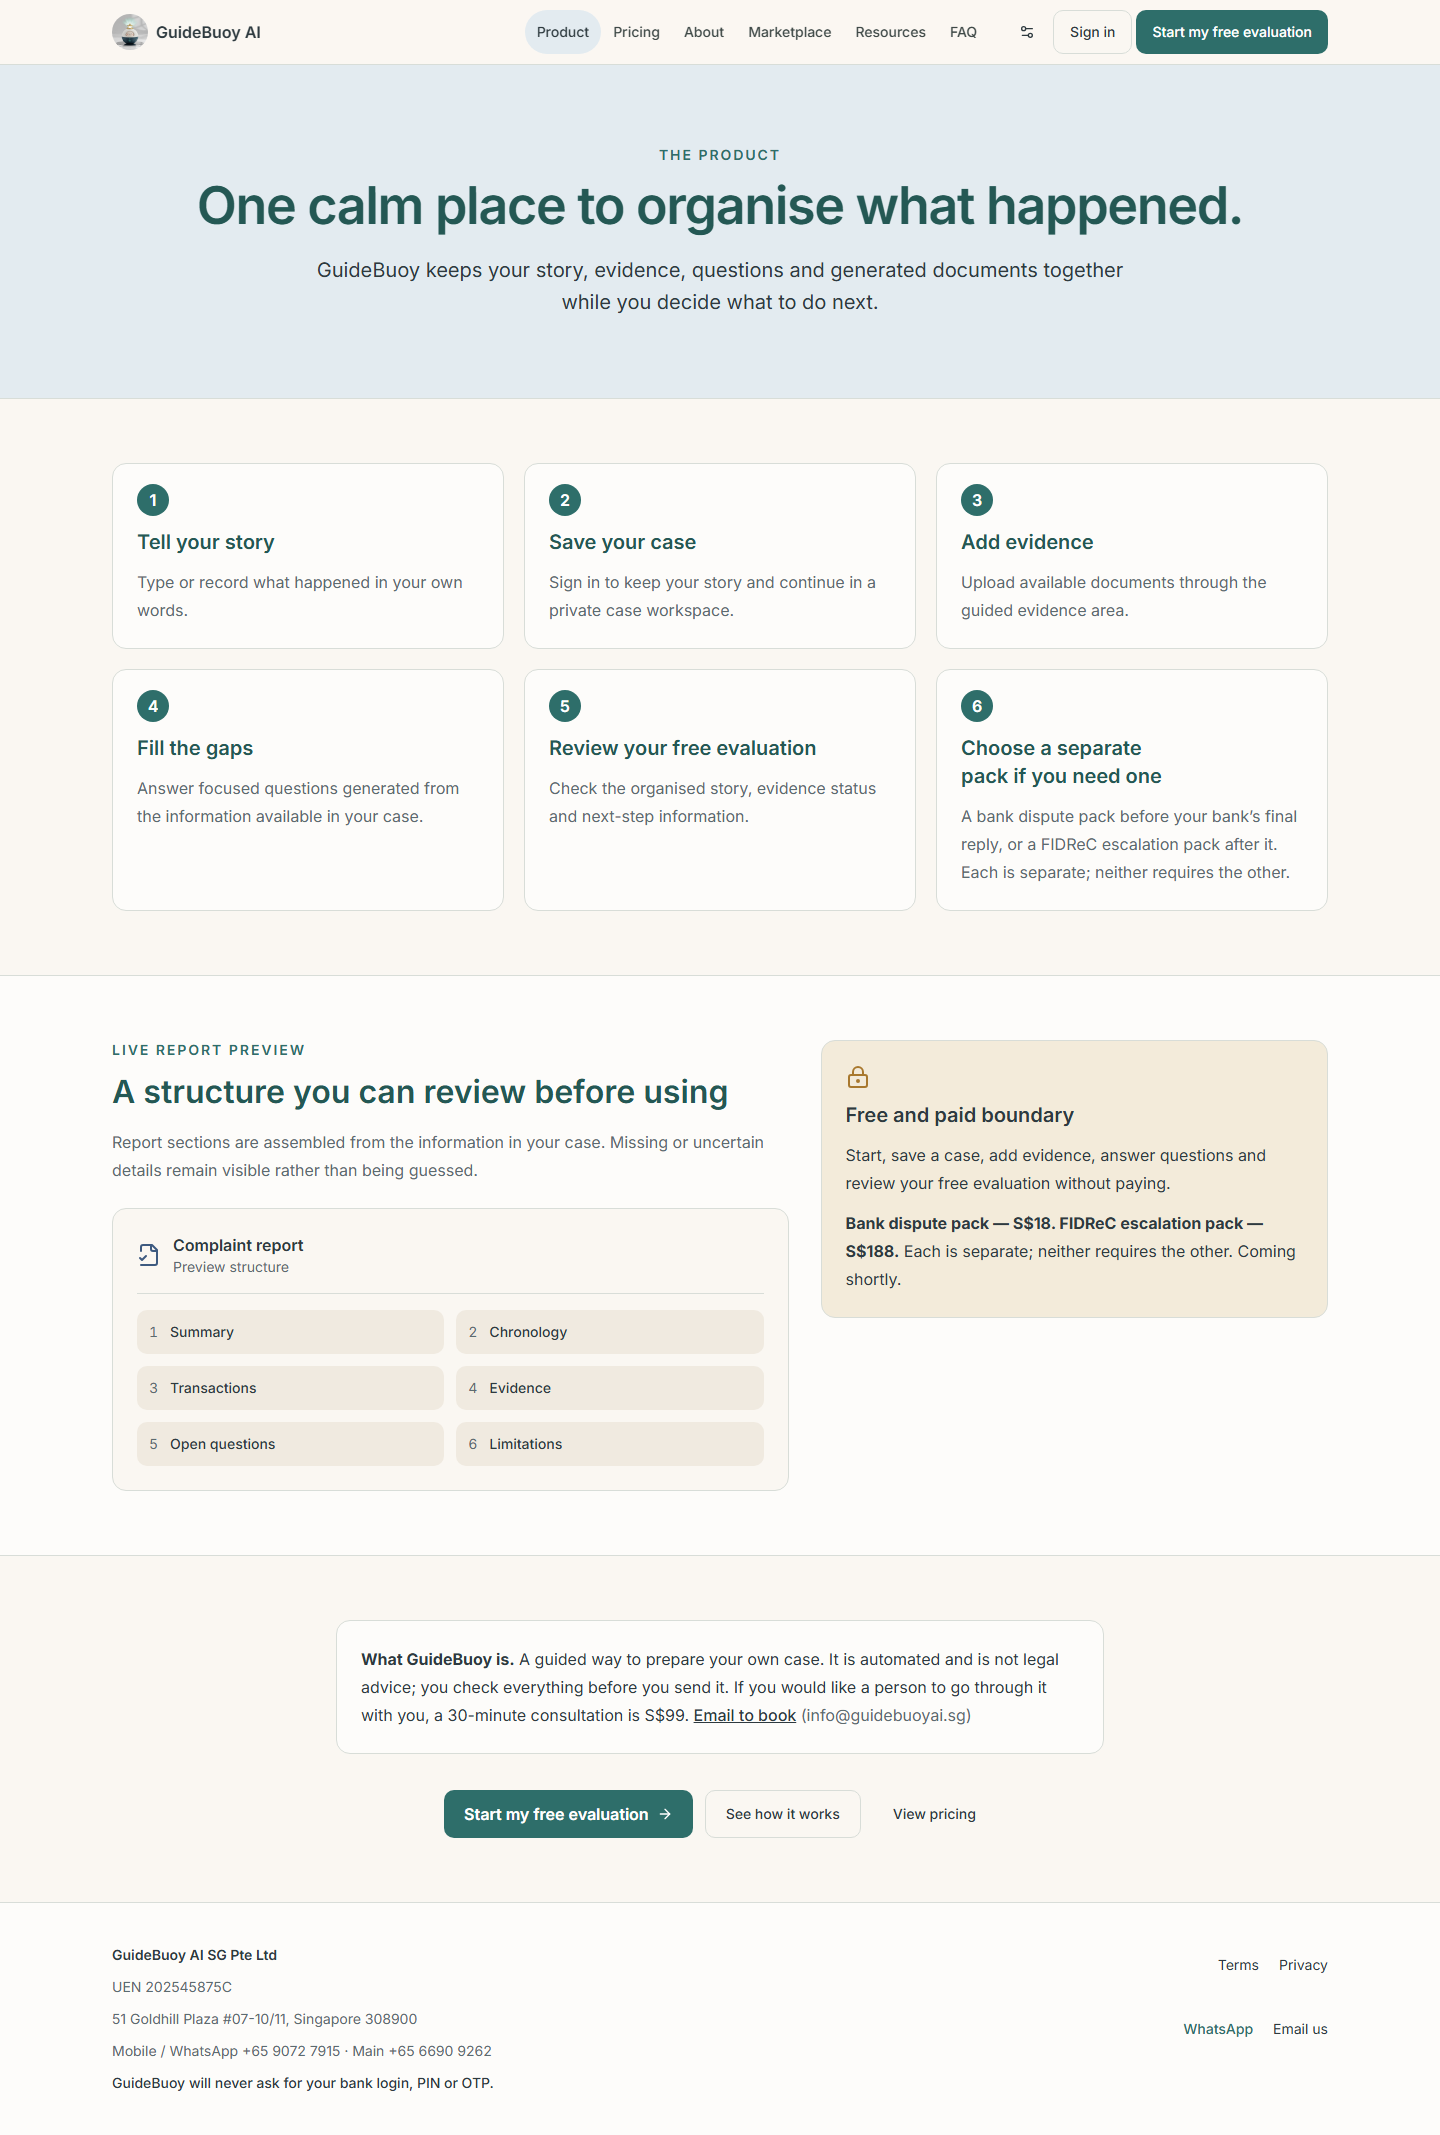 GuideBuoy AI
Product Pricing About Marketplace Resources FAQ Sign in Start my free evaluation
THE PRODUCT
One calm place to organise what happened.
GuideBuoy keeps your story, evidence, questions and generated documents together
while you decide what to do next.
1
Tell your story
Type or record what happened in your own
words.
2
Save your case
Sign in to keep your story and continue in a
private case workspace.
3
Add evidence
Upload available documents through the
guided evidence area.
4
Fill the gaps
Answer focused questions generated from
the information available in your case.
5
Review your free evaluation
Check the organised story, evidence status
and next-step information.
6
Choose a separate
pack if you need one
A bank dispute pack before your bank’s final
reply, or a FIDReC escalation pack after it.
Each is separate; neither requires the other.
LIVE REPORT PREVIEW
A structure you can review before using
Report sections are assembled from the information in your case. Missing or uncertain
details remain visible rather than being guessed.
Complaint report
Preview structure
1 Summary
2 Chronology
3 Transactions
4 Evidence
5 Open questions
6 Limitations
Free and paid boundary
Start, save a case, add evidence, answer questions and
review your free evaluation without paying.
Bank dispute pack — S$18. FIDReC escalation pack —
S$188. Each is separate; neither requires the other. Coming
shortly.
What GuideBuoy is. A guided way to prepare your own case. It is automated and is not legal
advice; you check everything before you send it. If you would like a person to go through it
with you, a 30-minute consultation is S$99. Email to book (info@guidebuoyai.sg)
Start my free evaluation → See how it works View pricing
GuideBuoy AI SG Pte Ltd
UEN 202545875C
51 Goldhill Plaza #07-10/11, Singapore 308900
Mobile / WhatsApp +65 9072 7915 · Main +65 6690 9262
GuideBuoy will never ask for your bank login, PIN or OTP.
Terms Privacy
WhatsApp Email us